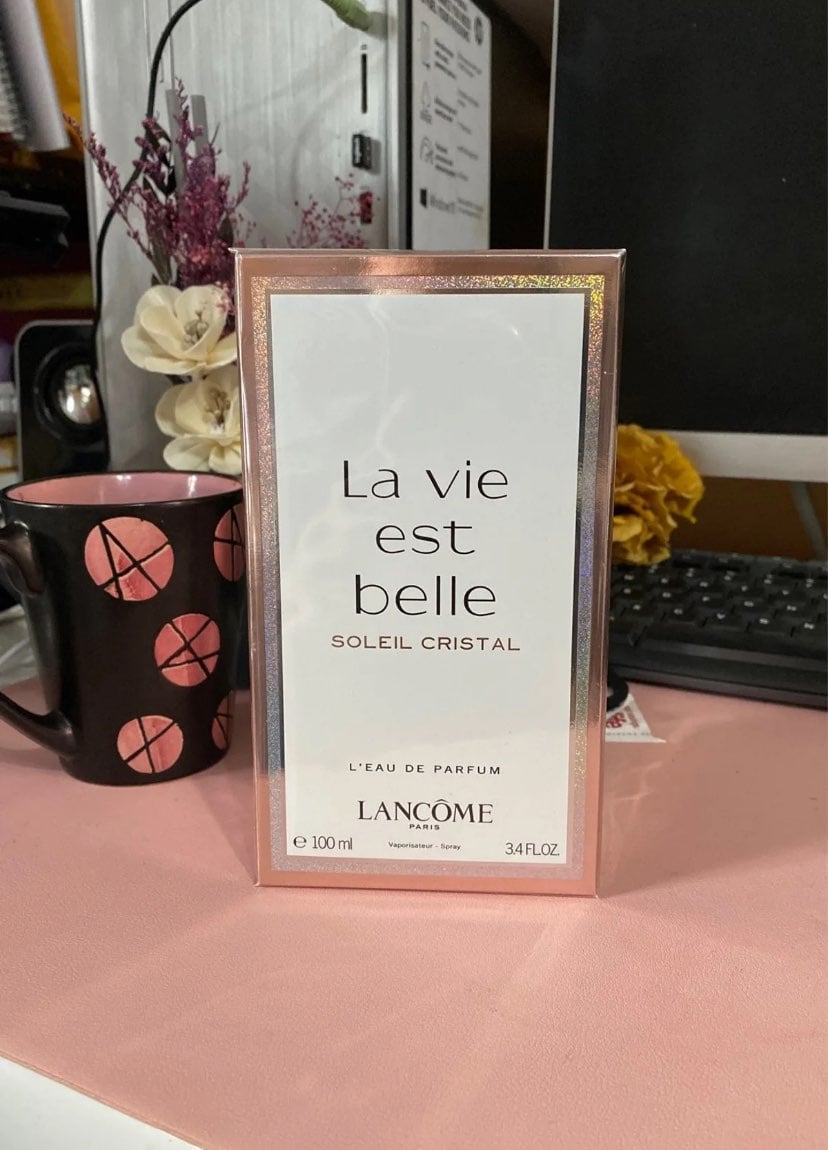 La vie
est
belle
SOLEIL CRISTAL
L'EAU DE PARFUM
LANCÔME
PARIS
e 100 ml
Vaporisateur - Spray
3.4 FL.OZ.